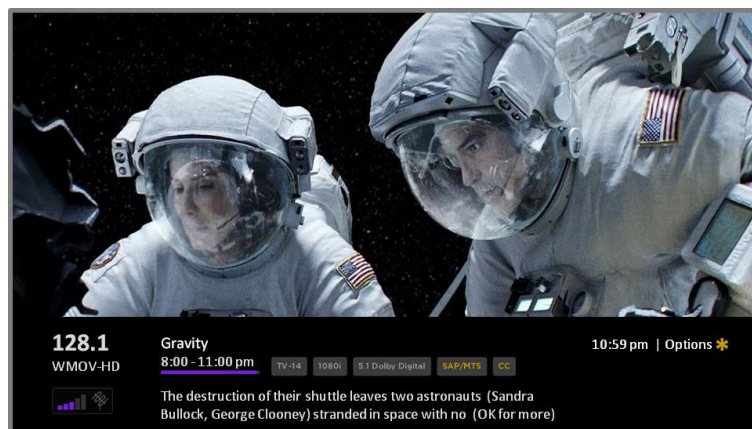 128.1
WMOV-HD
Gravity
8:00 - 11:00 pm
TV-14 1080i 5.1 Dolby Digital SAP/MTS CC
10:59 pm | Options *
The destruction of their shuttle leaves two astronauts (Sandra
Bullock, George Clooney) stranded in space with no (OK for more)